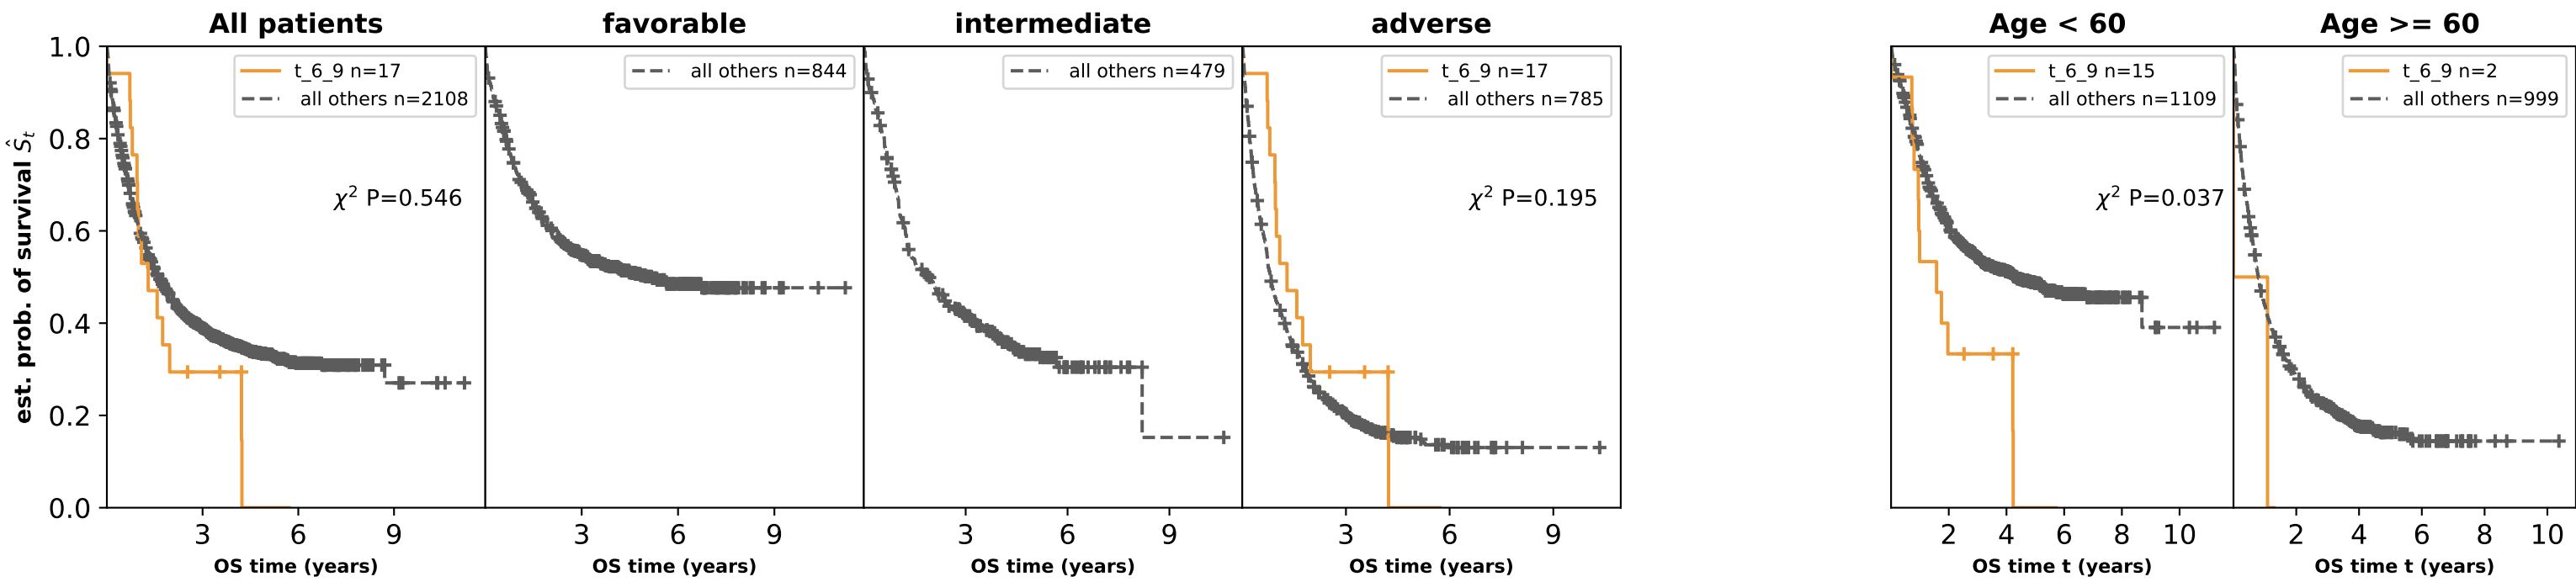 All patients
favorable
intermediate
adverse
Age < 60
Age >= 60
est. prob. of survival Ŝₜ
1.0
0.8
0.6
0.4
0.2
0.0
t_6_9 n=17
all others n=2108
χ² P=0.546
3 6 9
OS time (years)
all others n=844
3 6 9
OS time (years)
all others n=479
3 6 9
OS time (years)
t_6_9 n=17
all others n=785
χ² P=0.195
3 6 9
OS time (years)
t_6_9 n=15
all others n=1109
χ² P=0.037
2 4 6 8 10
OS time t (years)
t_6_9 n=2
all others n=999
2 4 6 8 10
OS time t (years)